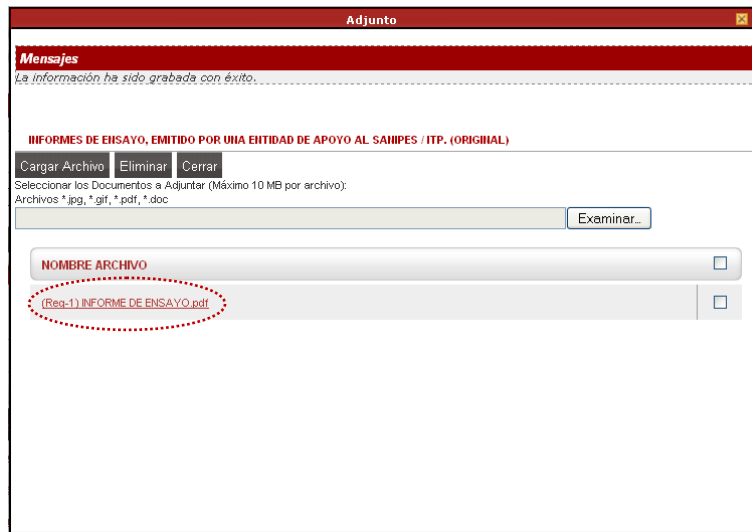 Adjunto
Mensajes
La información ha sido grabada con éxito.
INFORMES DE ENSAYO, EMITIDO POR UNA ENTIDAD DE APOYO AL SANIPES / ITP. (ORIGINAL)
Cargar Archivo Eliminar Cerrar
Seleccionar los Documentos a Adjuntar (Máximo 10 MB por archivo):
Archivos *.jpg, *.gif, *.pdf, *.doc
Examinar...
NOMBRE ARCHIVO
(Req-1) INFORME DE ENSAYO.pdf